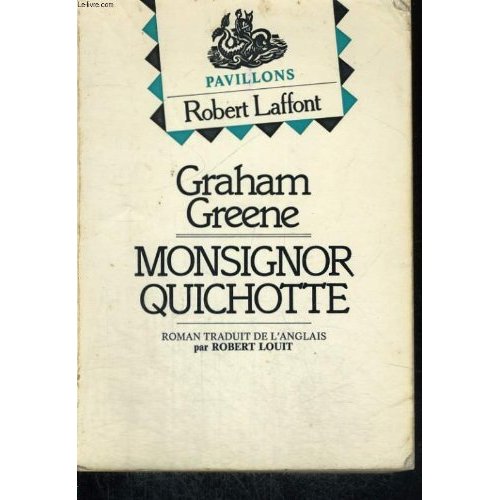 PAVILLONS
Robert Laffont
Graham
Greene
MONSIGNOR
QUICHOTTE
ROMAN TRADUIT DE L'ANGLAIS
par ROBERT LOUIT